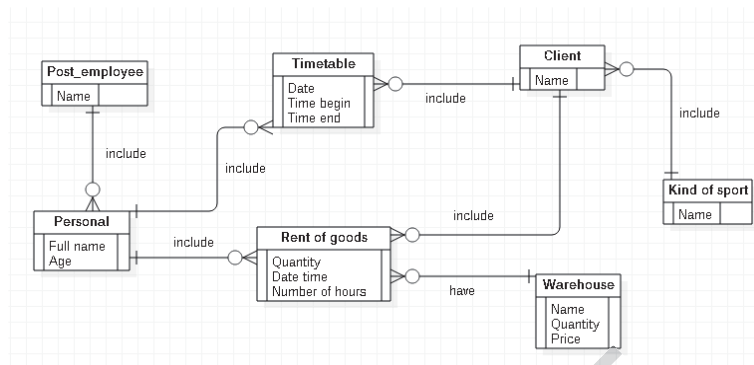 Post_employee
Name
Timetable
Date
Time begin
Time end
Client
Name
include
include
include
include
Kind of sport
Name
Personal
Full name
Age
include
Rent of goods
Quantity
Date time
Number of hours
include
have
Warehouse
Name
Quantity
Price